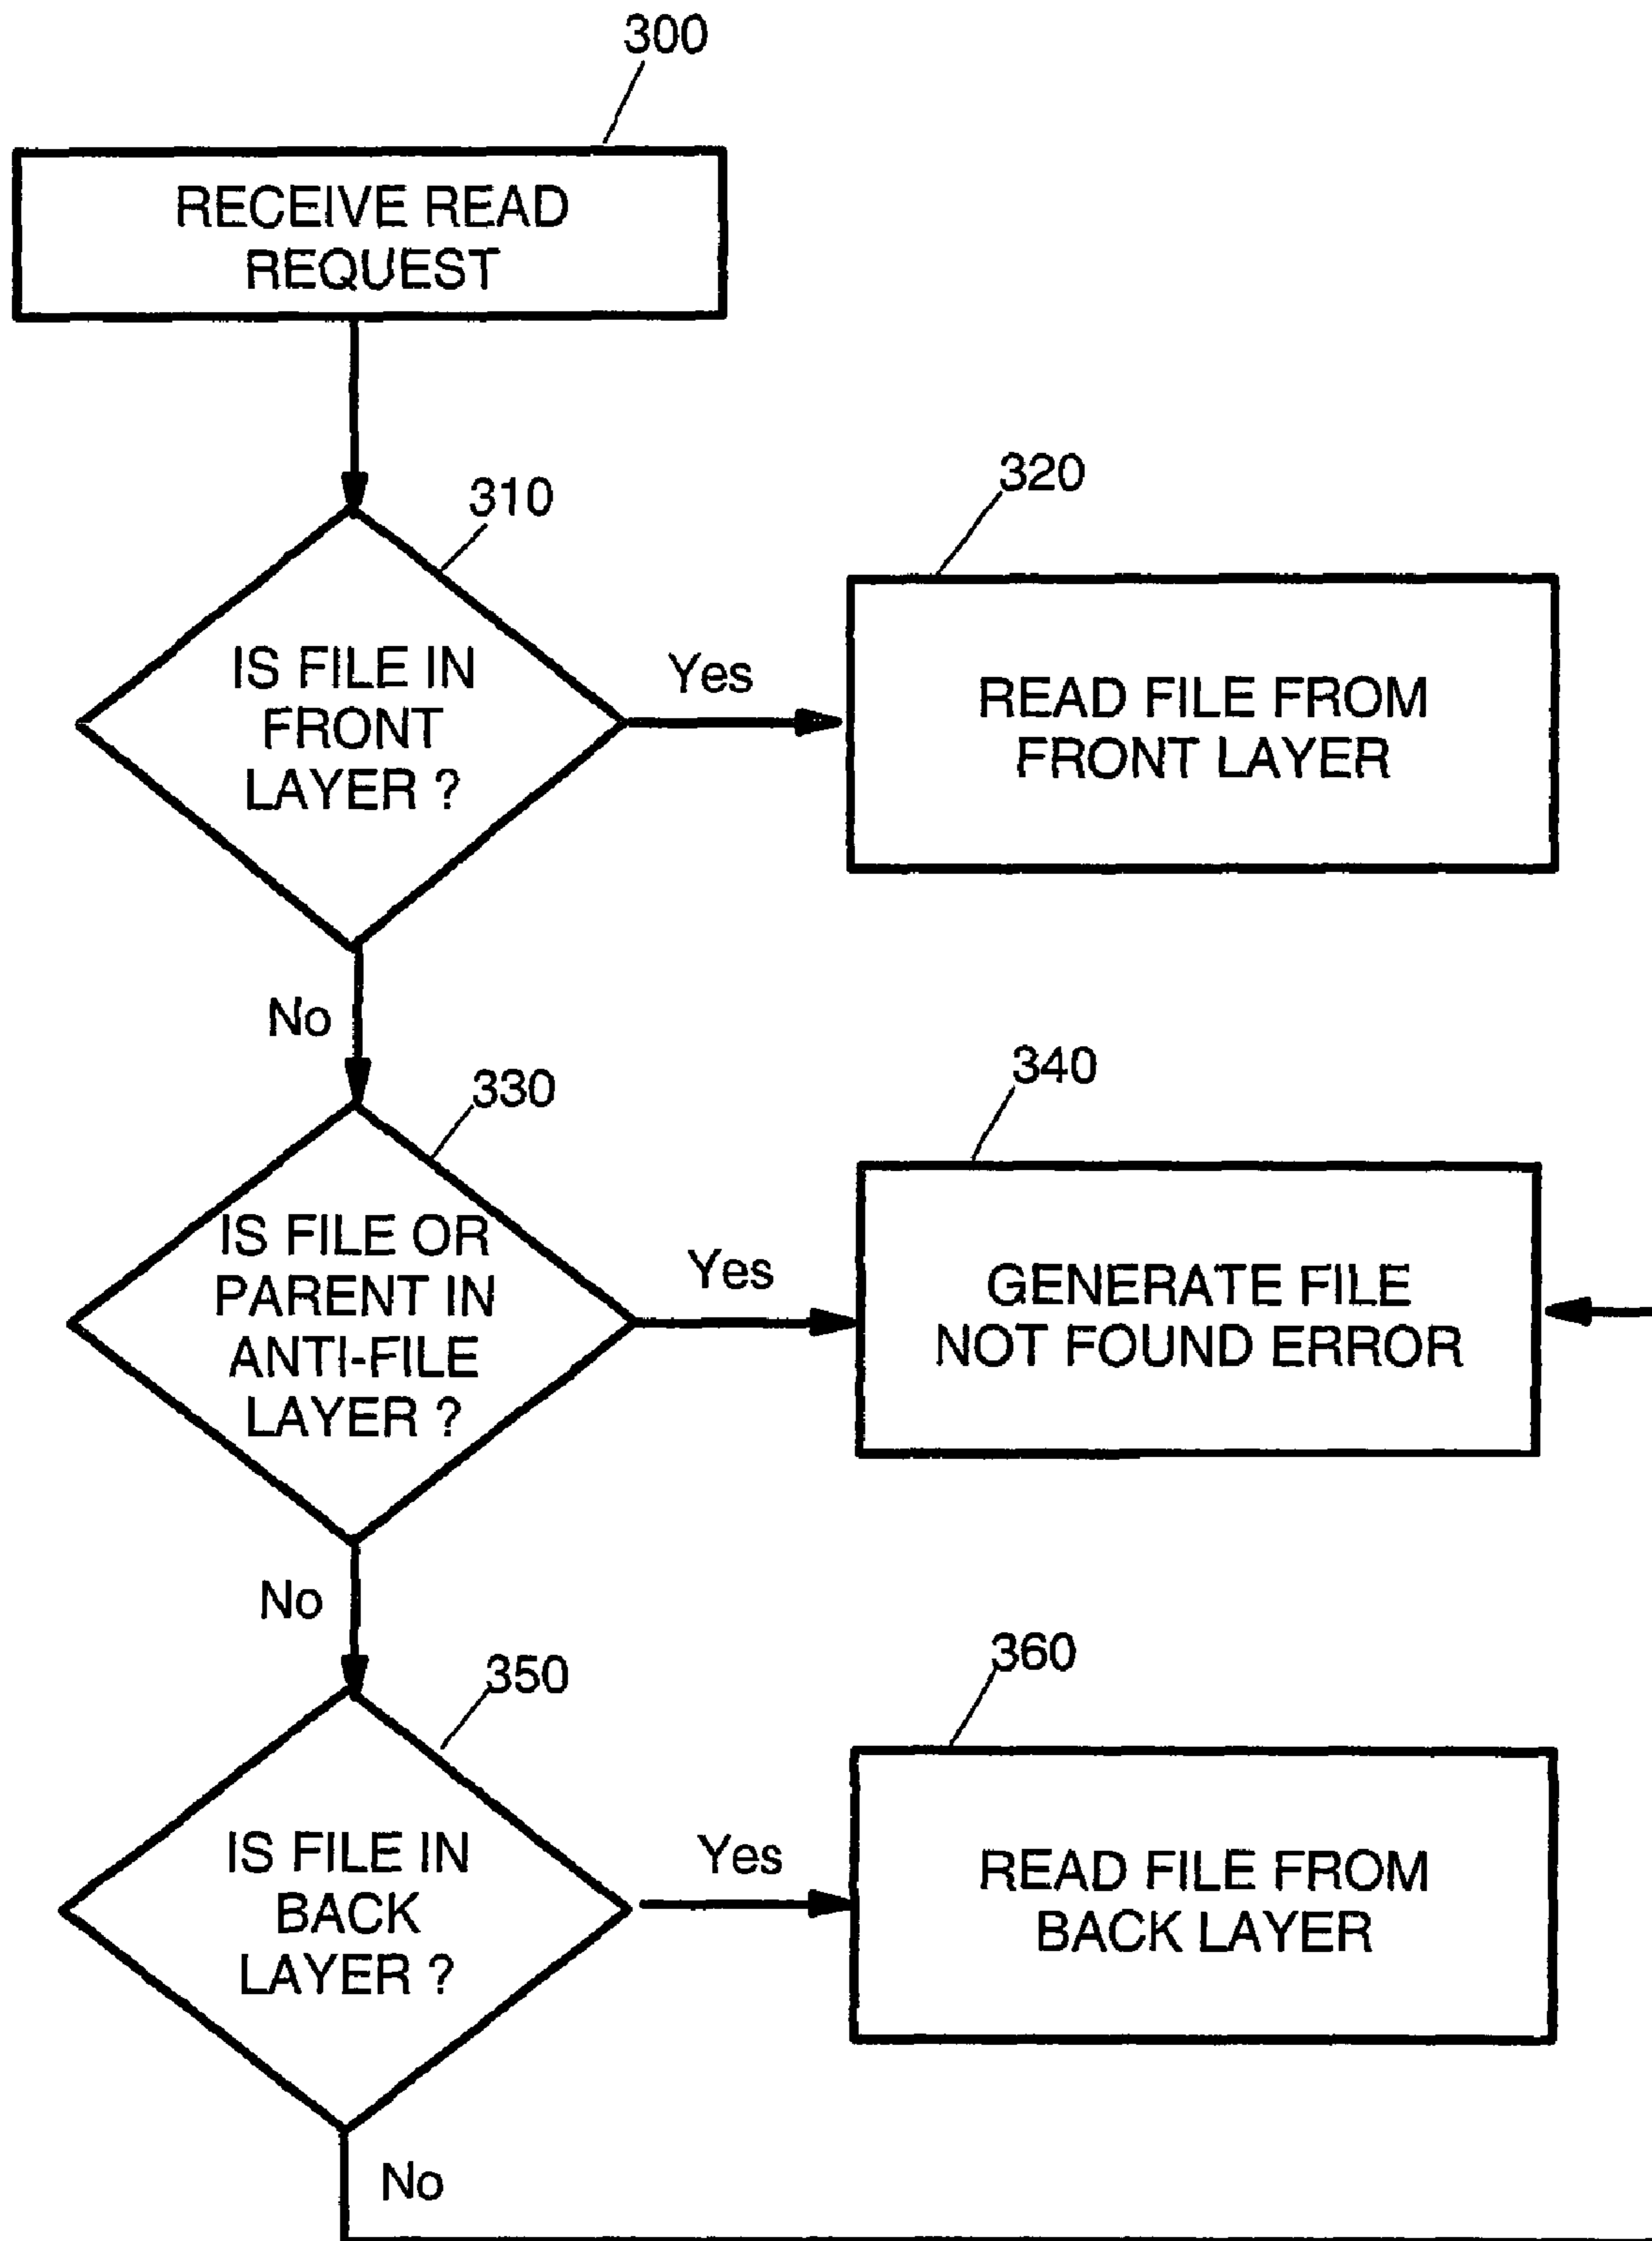 300
RECEIVE READ
REQUEST
310
IS FILE IN
FRONT
LAYER ?
Yes
320
READ FILE FROM
FRONT LAYER
No
330
IS FILE OR
PARENT IN
ANTI-FILE
LAYER ?
Yes
340
GENERATE FILE
NOT FOUND ERROR
No
350
IS FILE IN
BACK
LAYER ?
Yes
360
READ FILE FROM
BACK LAYER
No